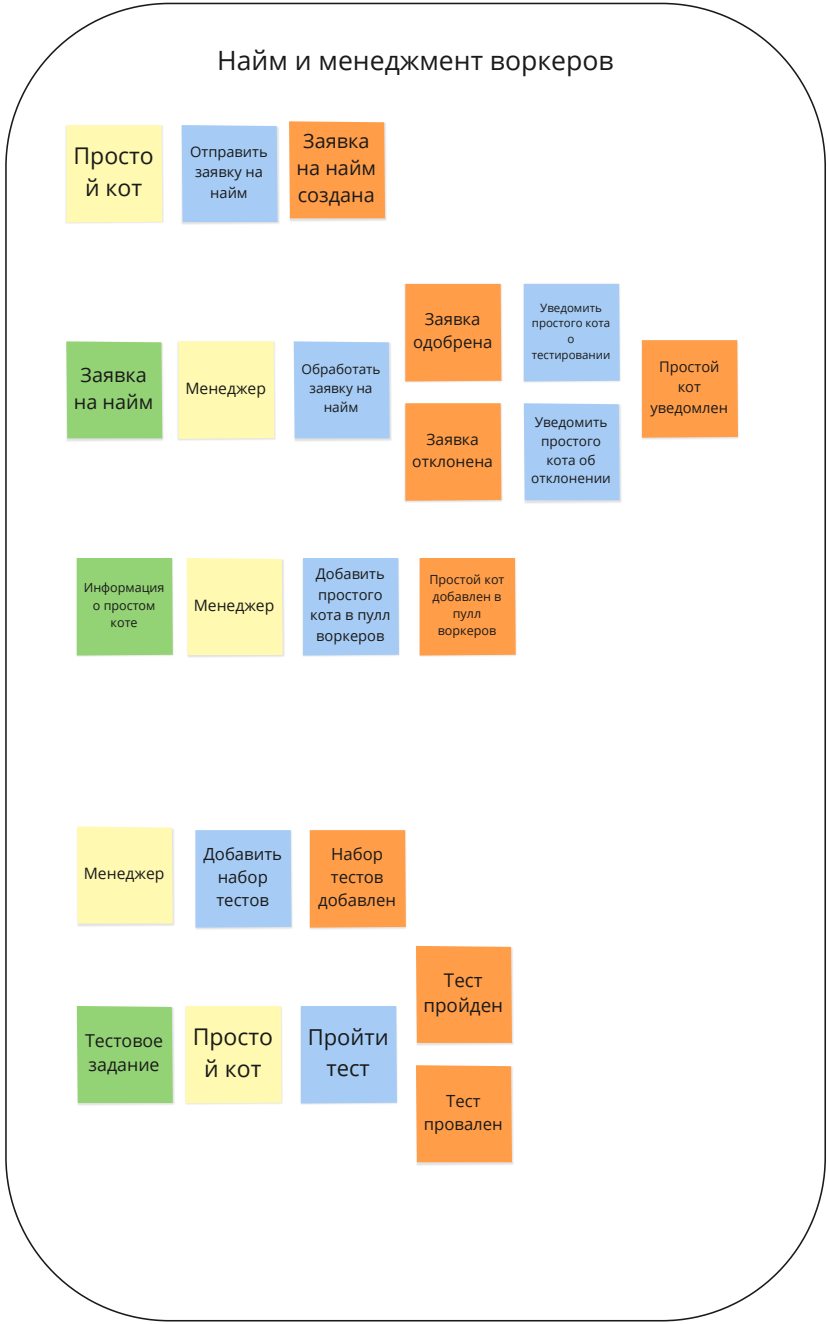 Найм и менеджмент воркеров
Просто
й кот
Отправить
заявку на
найм
Заявка
на найм
создана
Заявка
на найм
Менеджер
Обработать
заявку на
найм
Заявка
одобрена
Уведомить
простого кота
о
тестировании
Заявка
отклонена
Уведомить
простого
кота об
отклонении
Простой
кот
уведомлен
Информация
о простом
коте
Менеджер
Добавить
простого
кота в пулл
воркеров
Простой кот
добавлен в
пулл
воркеров
Менеджер
Добавить
набор
тестов
Набор
тестов
добавлен
Тестовое
задание
Просто
й кот
Пройти
тест
Тест
пройден
Тест
провален